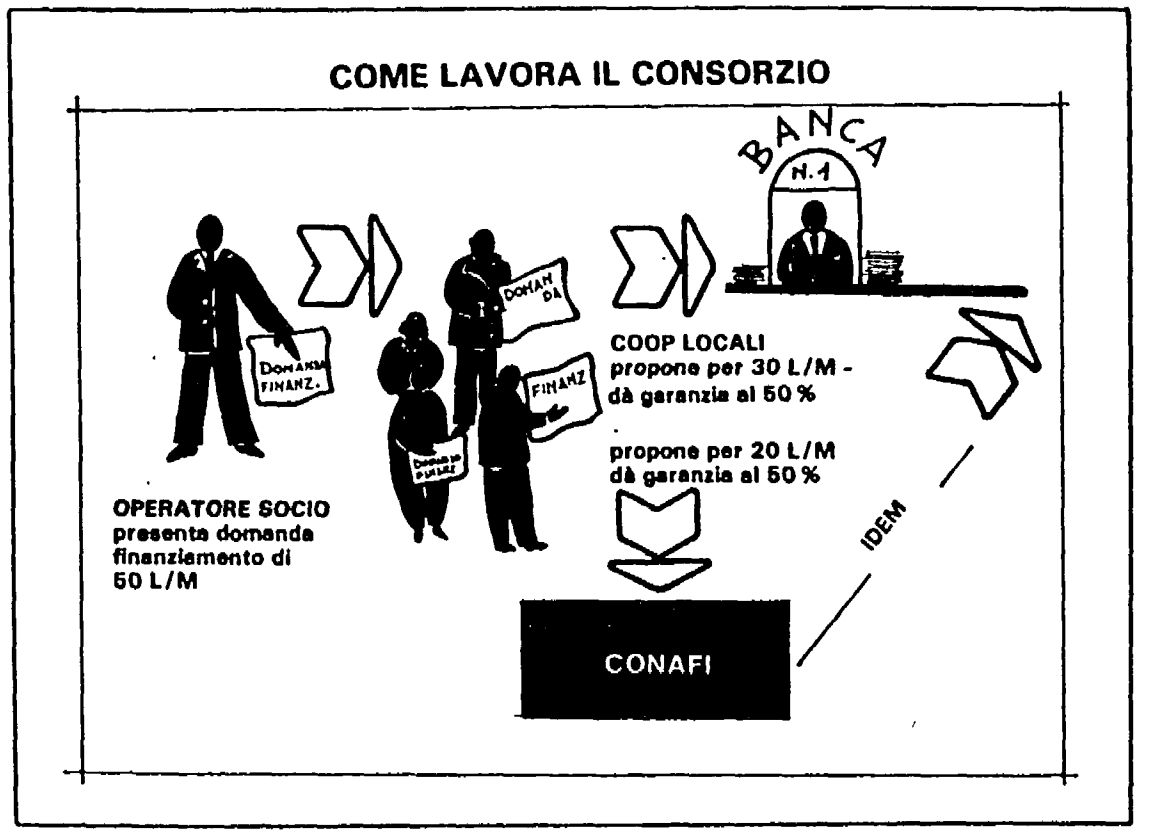 COME LAVORA IL CONSORZIO
BANCA
N.1
DOMANDA
FINANZ.
DOMAN
DA
FINANZ
DOMANDA
COOP LOCALI
propone per 30 L/M -
dà garanzia al 50 %
propone per 20 L/M
dà garanzia al 50 %
OPERATORE SOCIO
presenta domanda
finanziamento di
50 L/M
IDEM
CONAFI